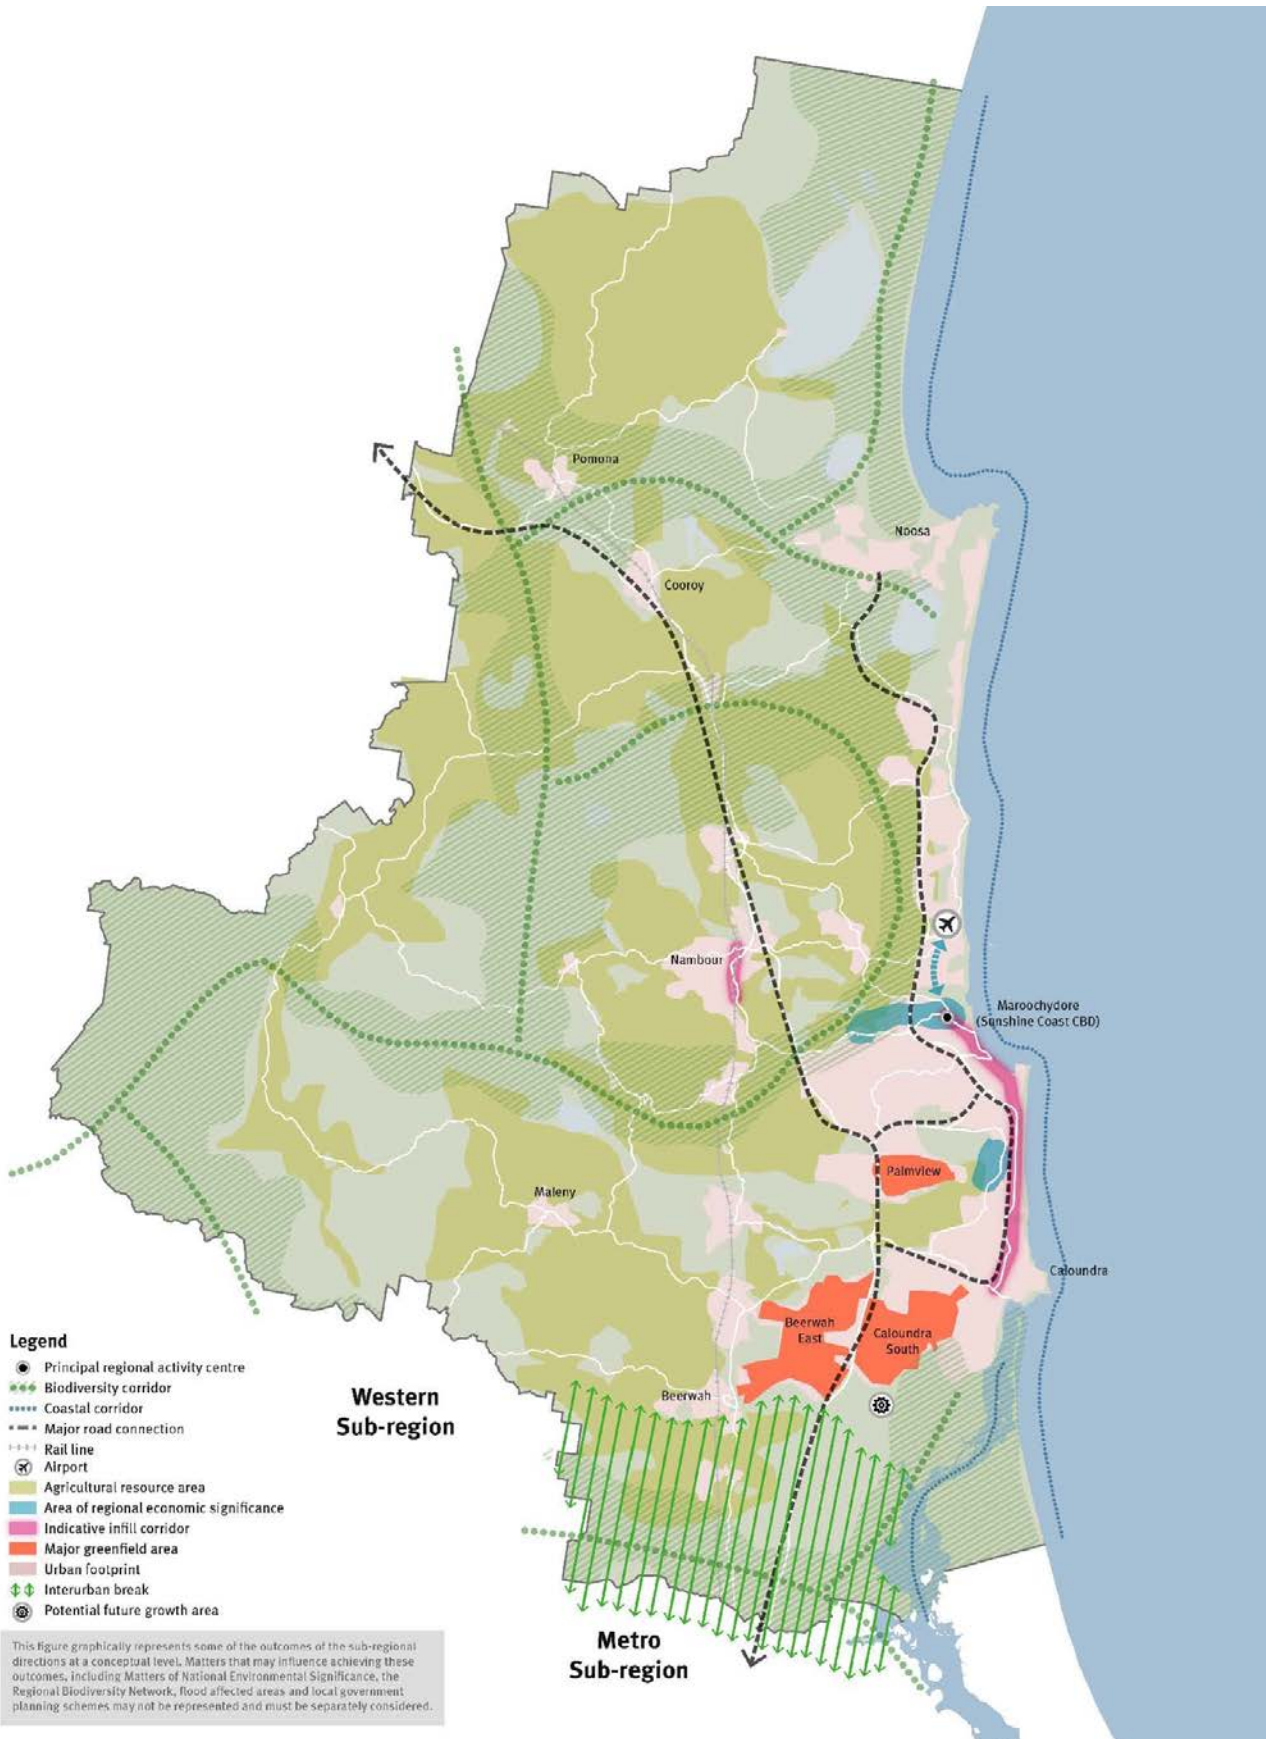 Pomona
Noosa
Cooroy
Nambour
Maroochydore
(Sunshine Coast CBD)
Palmview
Maleny
Caloundra
Beerwah
East
Caloundra
South
Beerwah
Western
Sub-region
Metro
Sub-region
Legend
Principal regional activity centre
Biodiversity corridor
Coastal corridor
Major road connection
Rail line
Airport
Agricultural resource area
Area of regional economic significance
Indicative infill corridor
Major greenfield area
Urban footprint
Interurban break
Potential future growth area
This figure graphically represents some of the outcomes of the sub-regional
directions at a conceptual level. Matters that may influence achieving these
outcomes, including Matters of National Environmental Significance, the
Regional Biodiversity Network, flood affected areas and local government
planning schemes may not be represented and must be separately considered.